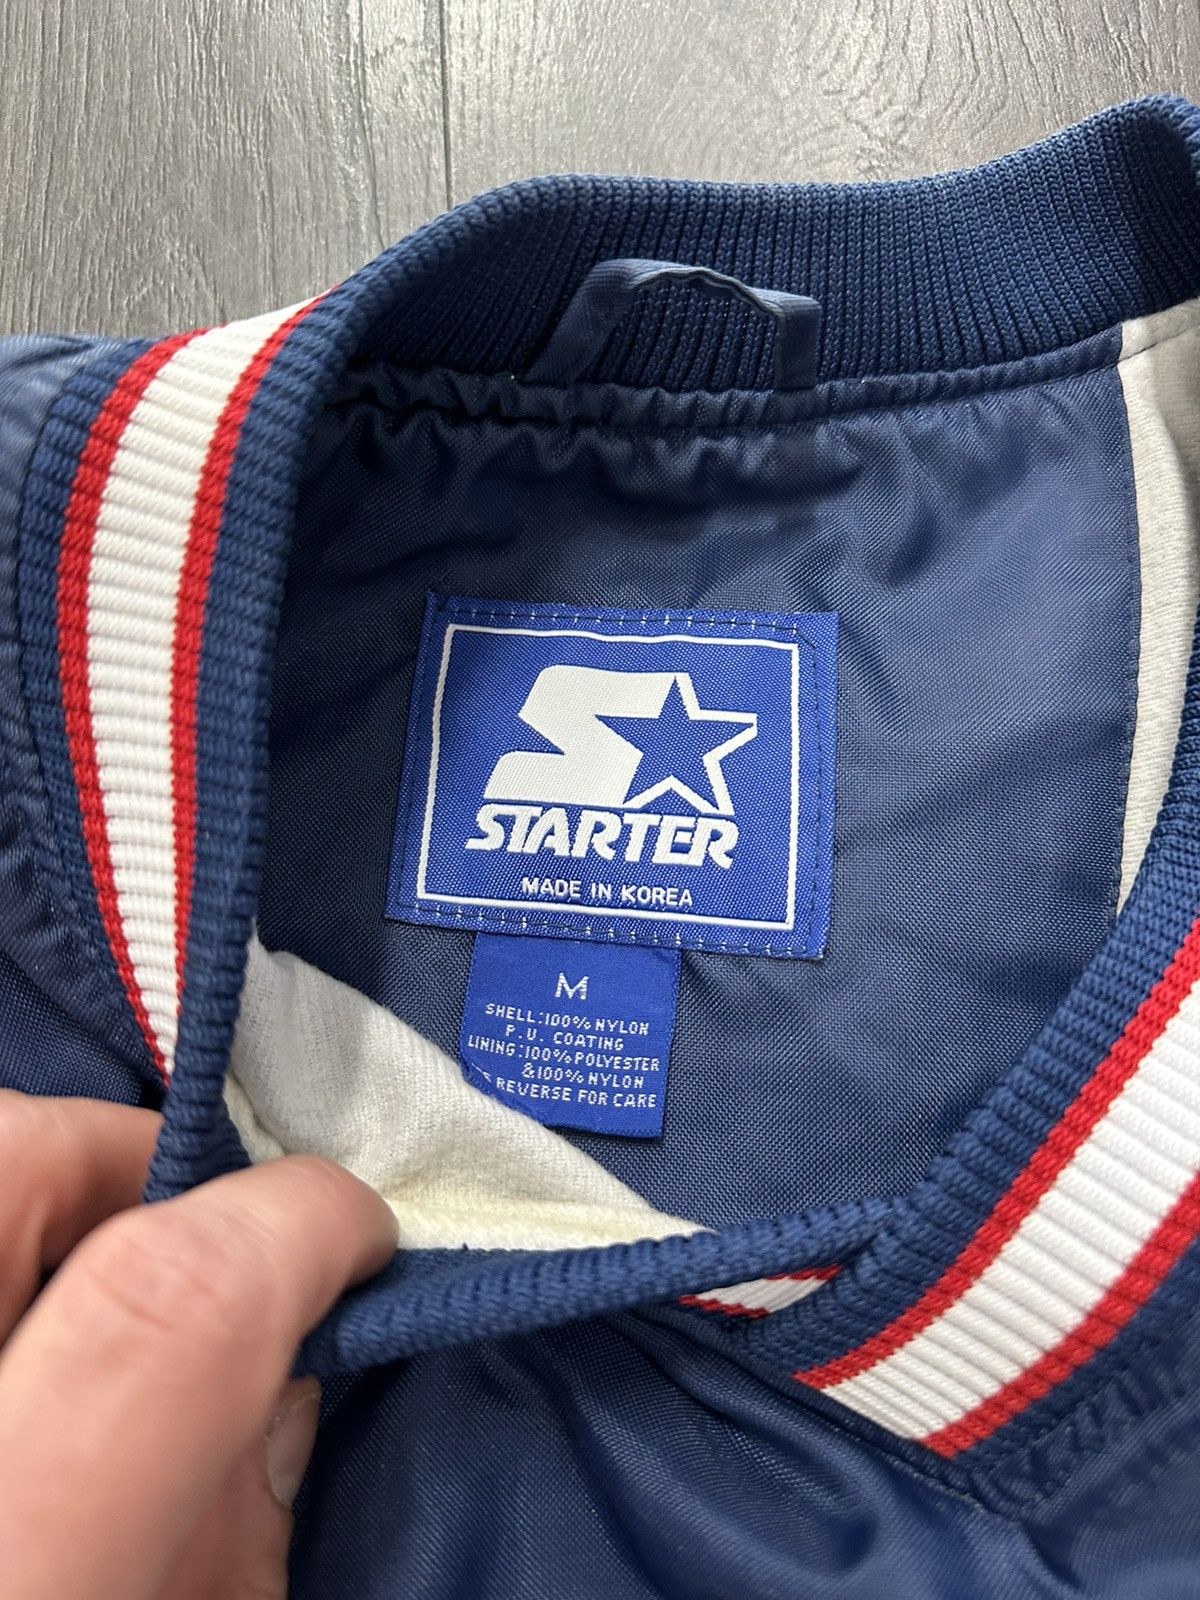 STARTER
MADE IN KOREA
M
SHELL:100% NYLON
P.U. COATING
LINING:100% POLYESTER
&100% NYLON
REVERSE FOR CARE